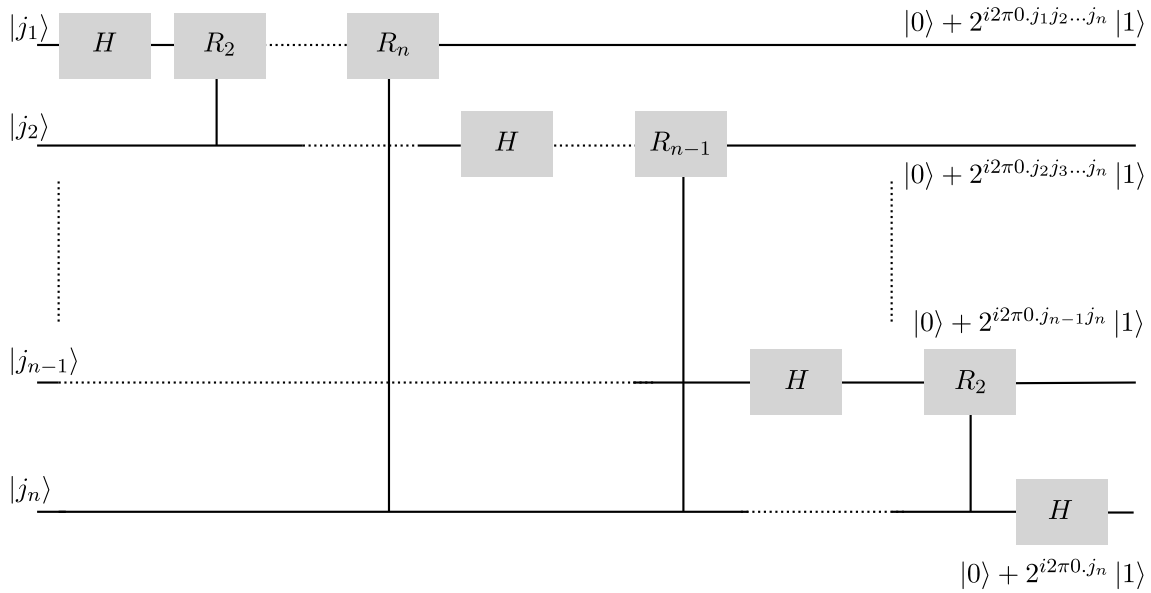 |j₁⟩ H R₂ Rₙ |0⟩ + 2^{i2π0.j₁j₂...jₙ} |1⟩
|j₂⟩ H Rₙ₋₁
|0⟩ + 2^{i2π0.j₂j₃...jₙ} |1⟩
|0⟩ + 2^{i2π0.jₙ₋₁jₙ} |1⟩
|jₙ₋₁⟩ H R₂
|jₙ⟩ H
|0⟩ + 2^{i2π0.jₙ} |1⟩